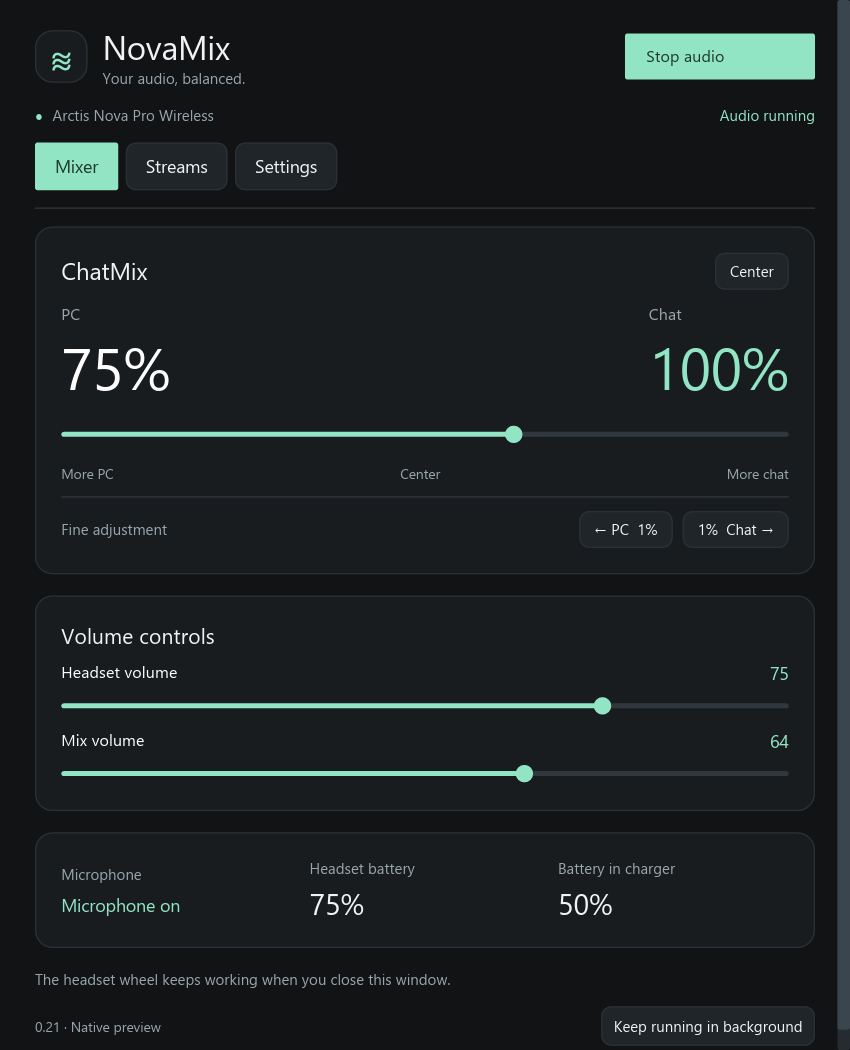 NovaMix
Your audio, balanced.
Stop audio
Arctis Nova Pro Wireless
Audio running
Mixer
Streams
Settings
ChatMix
Center
PC
Chat
75%
100%
More PC
Center
More chat
Fine adjustment
← PC 1%
1% Chat →
Volume controls
Headset volume
75
Mix volume
64
Microphone
Microphone on
Headset battery
75%
Battery in charger
50%
The headset wheel keeps working when you close this window.
0.21 · Native preview
Keep running in background